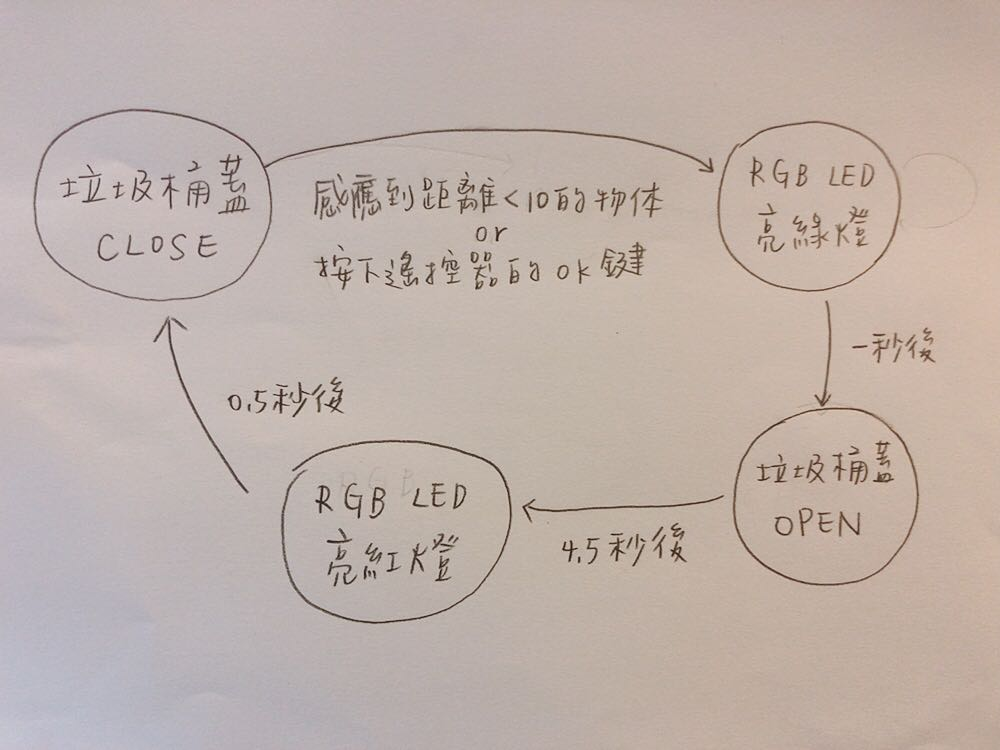 垃圾桶蓋
CLOSE
感應到距離<10的物体
or
按下遙控器的ok鍵
RGB LED
亮綠燈
一秒後
垃圾桶蓋
OPEN
4.5秒後
RGB LED
亮紅燈
0.5秒後